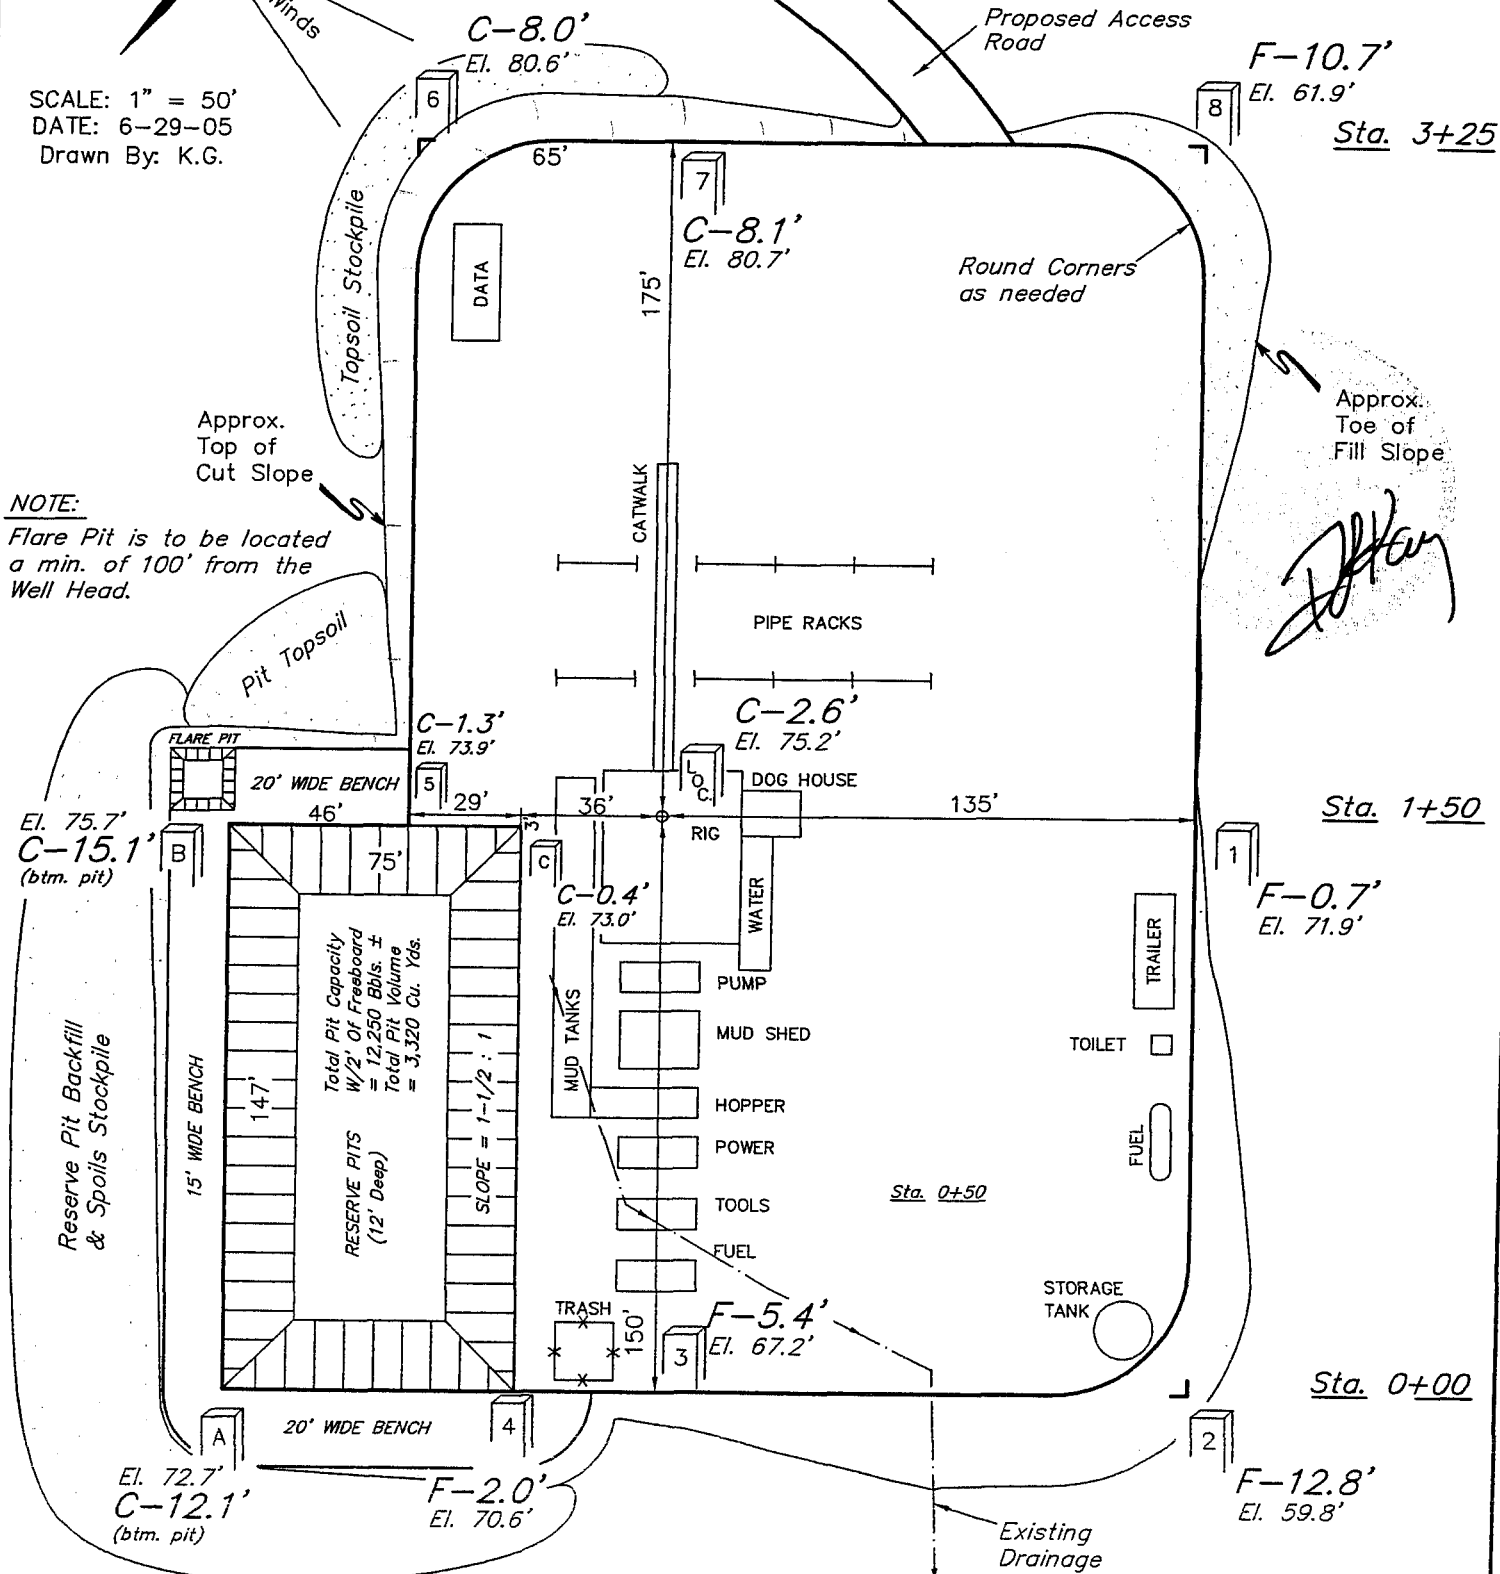 Winds
C-8.0'
El. 80.6'
Proposed Access
Road
F-10.7'
El. 61.9'
SCALE: 1" = 50'
DATE: 6-29-05
Drawn By: K.G.
6
8
Sta. 3+25
65'
7
C-8.1'
El. 80.7'
Topsoil Stockpile
DATA
175'
Round Corners
as needed
Approx.
Top of
Cut Slope
Approx.
Toe of
Fill Slope
NOTE:
Flare Pit is to be located
a min. of 100' from the
Well Head.
CATWALK
PIPE RACKS
Pit Topsoil
C-1.3'
El. 73.9'
C-2.6'
El. 75.2'
FLARE PIT
20' WIDE BENCH
5
LOC.
DOG HOUSE
46'
29'
3'
36'
RIG
135'
Sta. 1+50
El. 75.7'
C-15.1'
(btm. pit)
B
75'
C
C-0.4'
El. 73.0'
1
F-0.7'
El. 71.9'
WATER
TRAILER
Total Pit Capacity
W/2' Of Freeboard
= 12,250 Bbls. ±
Total Pit Volume
= 3,320 Cu. Yds.
PUMP
MUD TANKS
MUD SHED
TOILET
Reserve Pit Backfill
& Spoils Stockpile
15' WIDE BENCH
147'
RESERVE PITS
(12' Deep)
SLOPE = 1-1/2 : 1
HOPPER
POWER
FUEL
Sta. 0+50
TOOLS
FUEL
STORAGE
TANK
TRASH
150'
F-5.4'
El. 67.2'
3
Sta. 0+00
A
20' WIDE BENCH
4
2
El. 72.7'
C-12.1'
(btm. pit)
F-2.0'
El. 70.6'
F-12.8'
El. 59.8'
Existing
Drainage